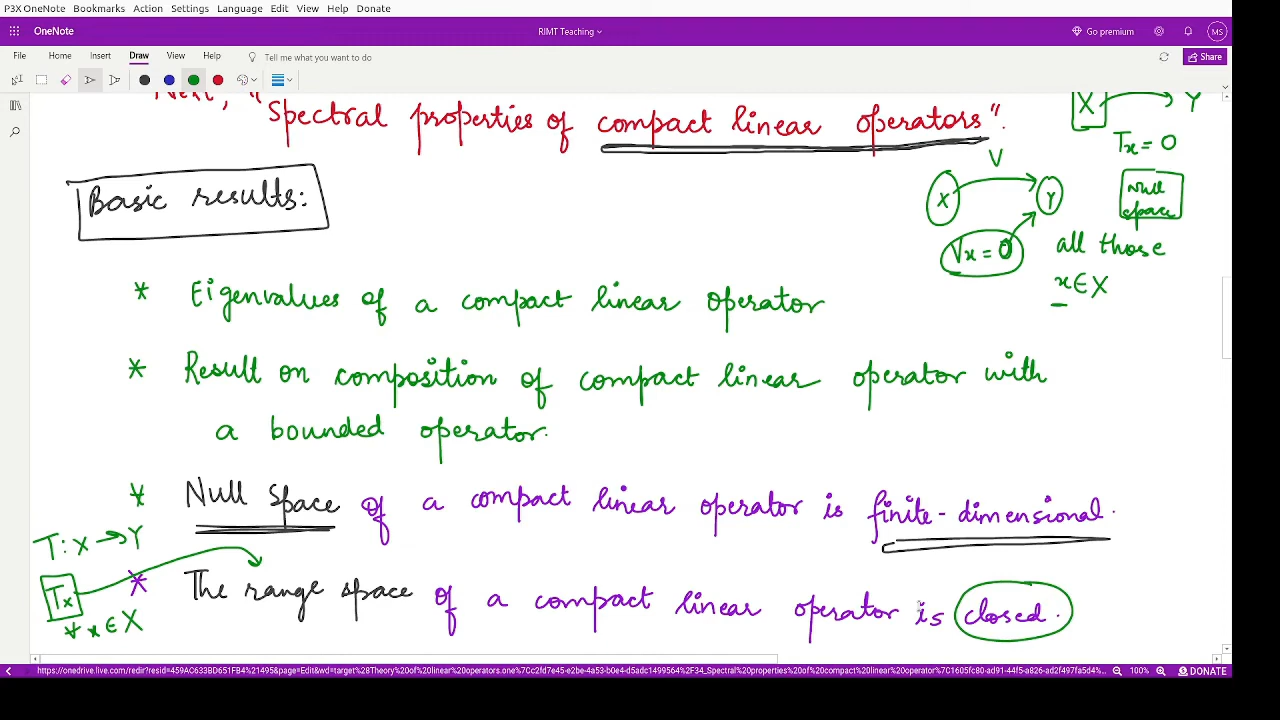 P3X OneNote Bookmarks Action Settings Language Edit View Help Donate
OneNote
RIMT Teaching
Go premium
MS
File Home Insert Draw View Help Tell me what you want to do
Share
Next, "Spectral properties of compact linear operators".
X Y
Tx = 0
Basic results:
V
X Y
Null space
Vx = 0
all those
x ∈ X
* Eigenvalues of a compact linear operator
* Result on composition of compact linear operator with
a bounded operator.
* Null space of a compact linear operator is finite-dimensional.
T: X → Y
* The range space of a compact linear operator is closed.
Tx
∀ x ∈ X
100%
DONATE